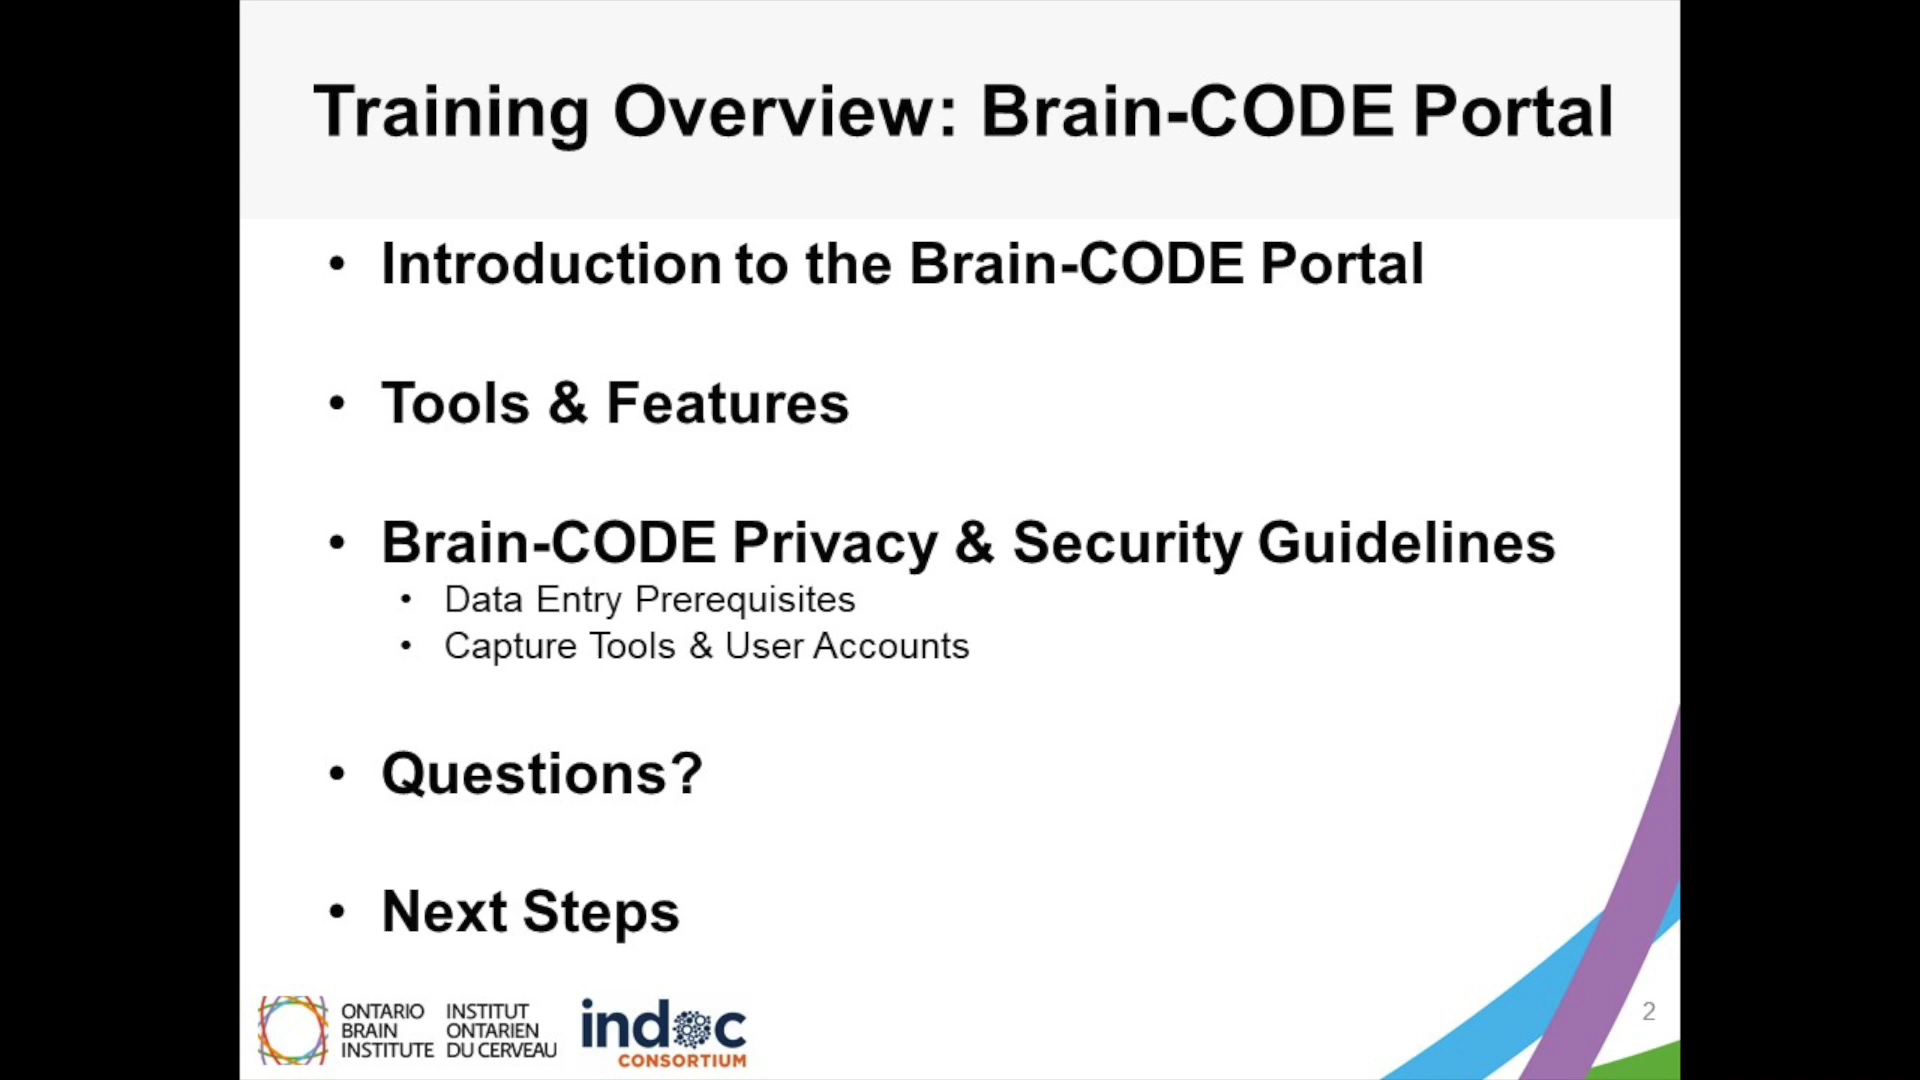 Training Overview: Brain-CODE Portal
• Introduction to the Brain-CODE Portal
• Tools & Features
• Brain-CODE Privacy & Security Guidelines
• Data Entry Prerequisites
• Capture Tools & User Accounts
• Questions?
• Next Steps
ONTARIO BRAIN INSTITUTE
INSTITUT ONTARIEN DU CERVEAU
indoc
CONSORTIUM
2